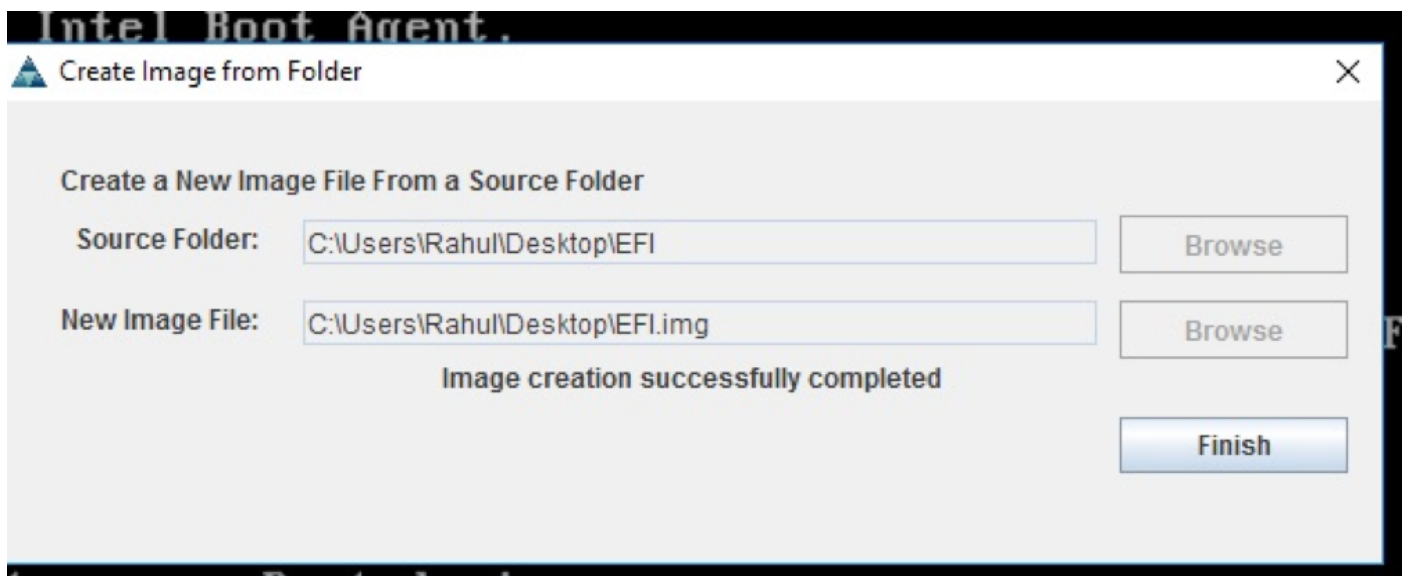 Intel Boot Agent.
Create Image from Folder
Create a New Image File From a Source Folder
Source Folder: C:\Users\Rahul\Desktop\EFI Browse
New Image File: C:\Users\Rahul\Desktop\EFI.img Browse
Image creation successfully completed
Finish